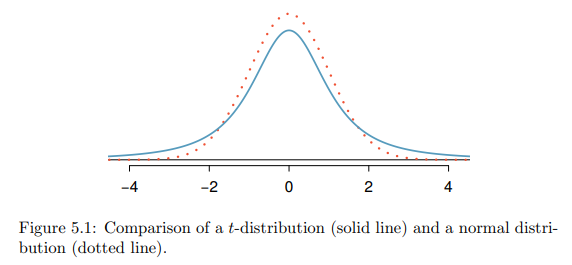 −4 −2 0 2 4
Figure 5.1: Comparison of a t-distribution (solid line) and a normal distri-
bution (dotted line).